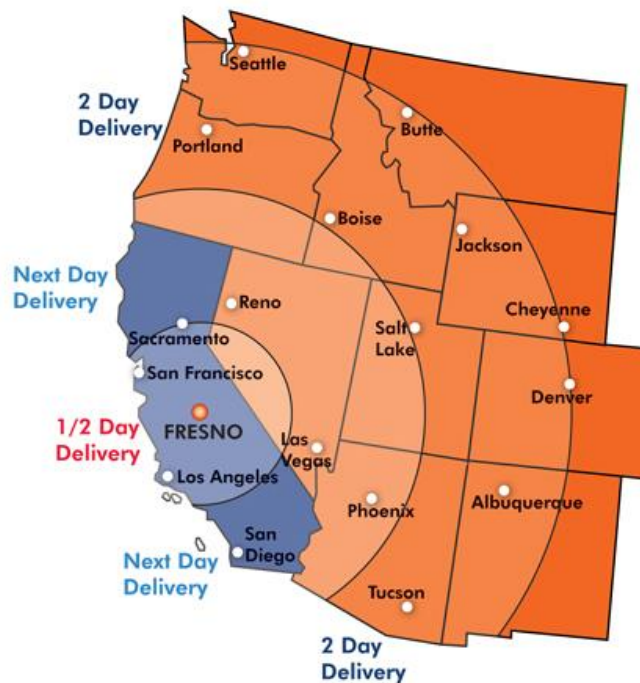 Seattle
2 Day
Delivery
Butte
Portland
Boise
Jackson
Next Day
Delivery
Reno
Cheyenne
Sacramento
Salt
Lake
San Francisco
Denver
1/2 Day
Delivery
FRESNO
Las
Vegas
Los Angeles
Albuquerque
Phoenix
San
Diego
Next Day
Delivery
Tucson
2 Day
Delivery